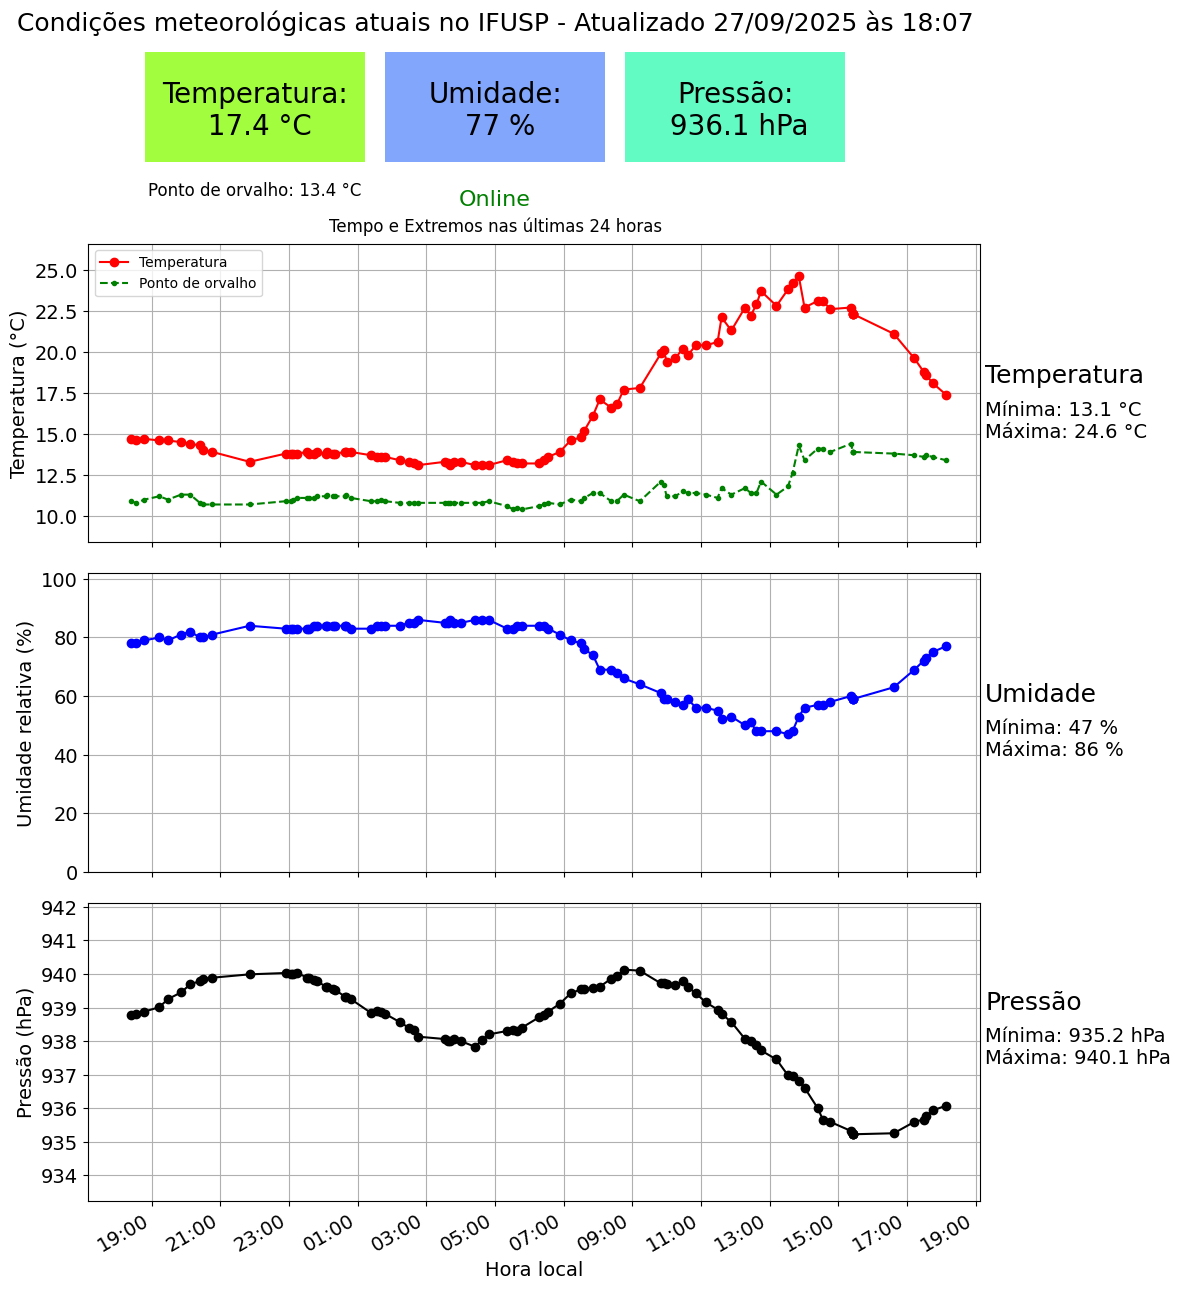 Condições meteorológicas atuais no IFUSP - Atualizado 27/09/2025 às 18:07
Temperatura:
17.4 °C
Umidade:
77 %
Pressão:
936.1 hPa
Ponto de orvalho: 13.4 °C
Online
Tempo e Extremos nas últimas 24 horas
Temperatura
Ponto de orvalho
Temperatura (°C)
25.0
22.5
20.0
17.5
15.0
12.5
10.0
Temperatura
Mínima: 13.1 °C
Máxima: 24.6 °C
Umidade relativa (%)
100
80
60
40
20
0
Umidade
Mínima: 47 %
Máxima: 86 %
Pressão (hPa)
942
941
940
939
938
937
936
935
934
Pressão
Mínima: 935.2 hPa
Máxima: 940.1 hPa
19:00
21:00
23:00
01:00
03:00
05:00
07:00
09:00
11:00
13:00
15:00
17:00
19:00
Hora local